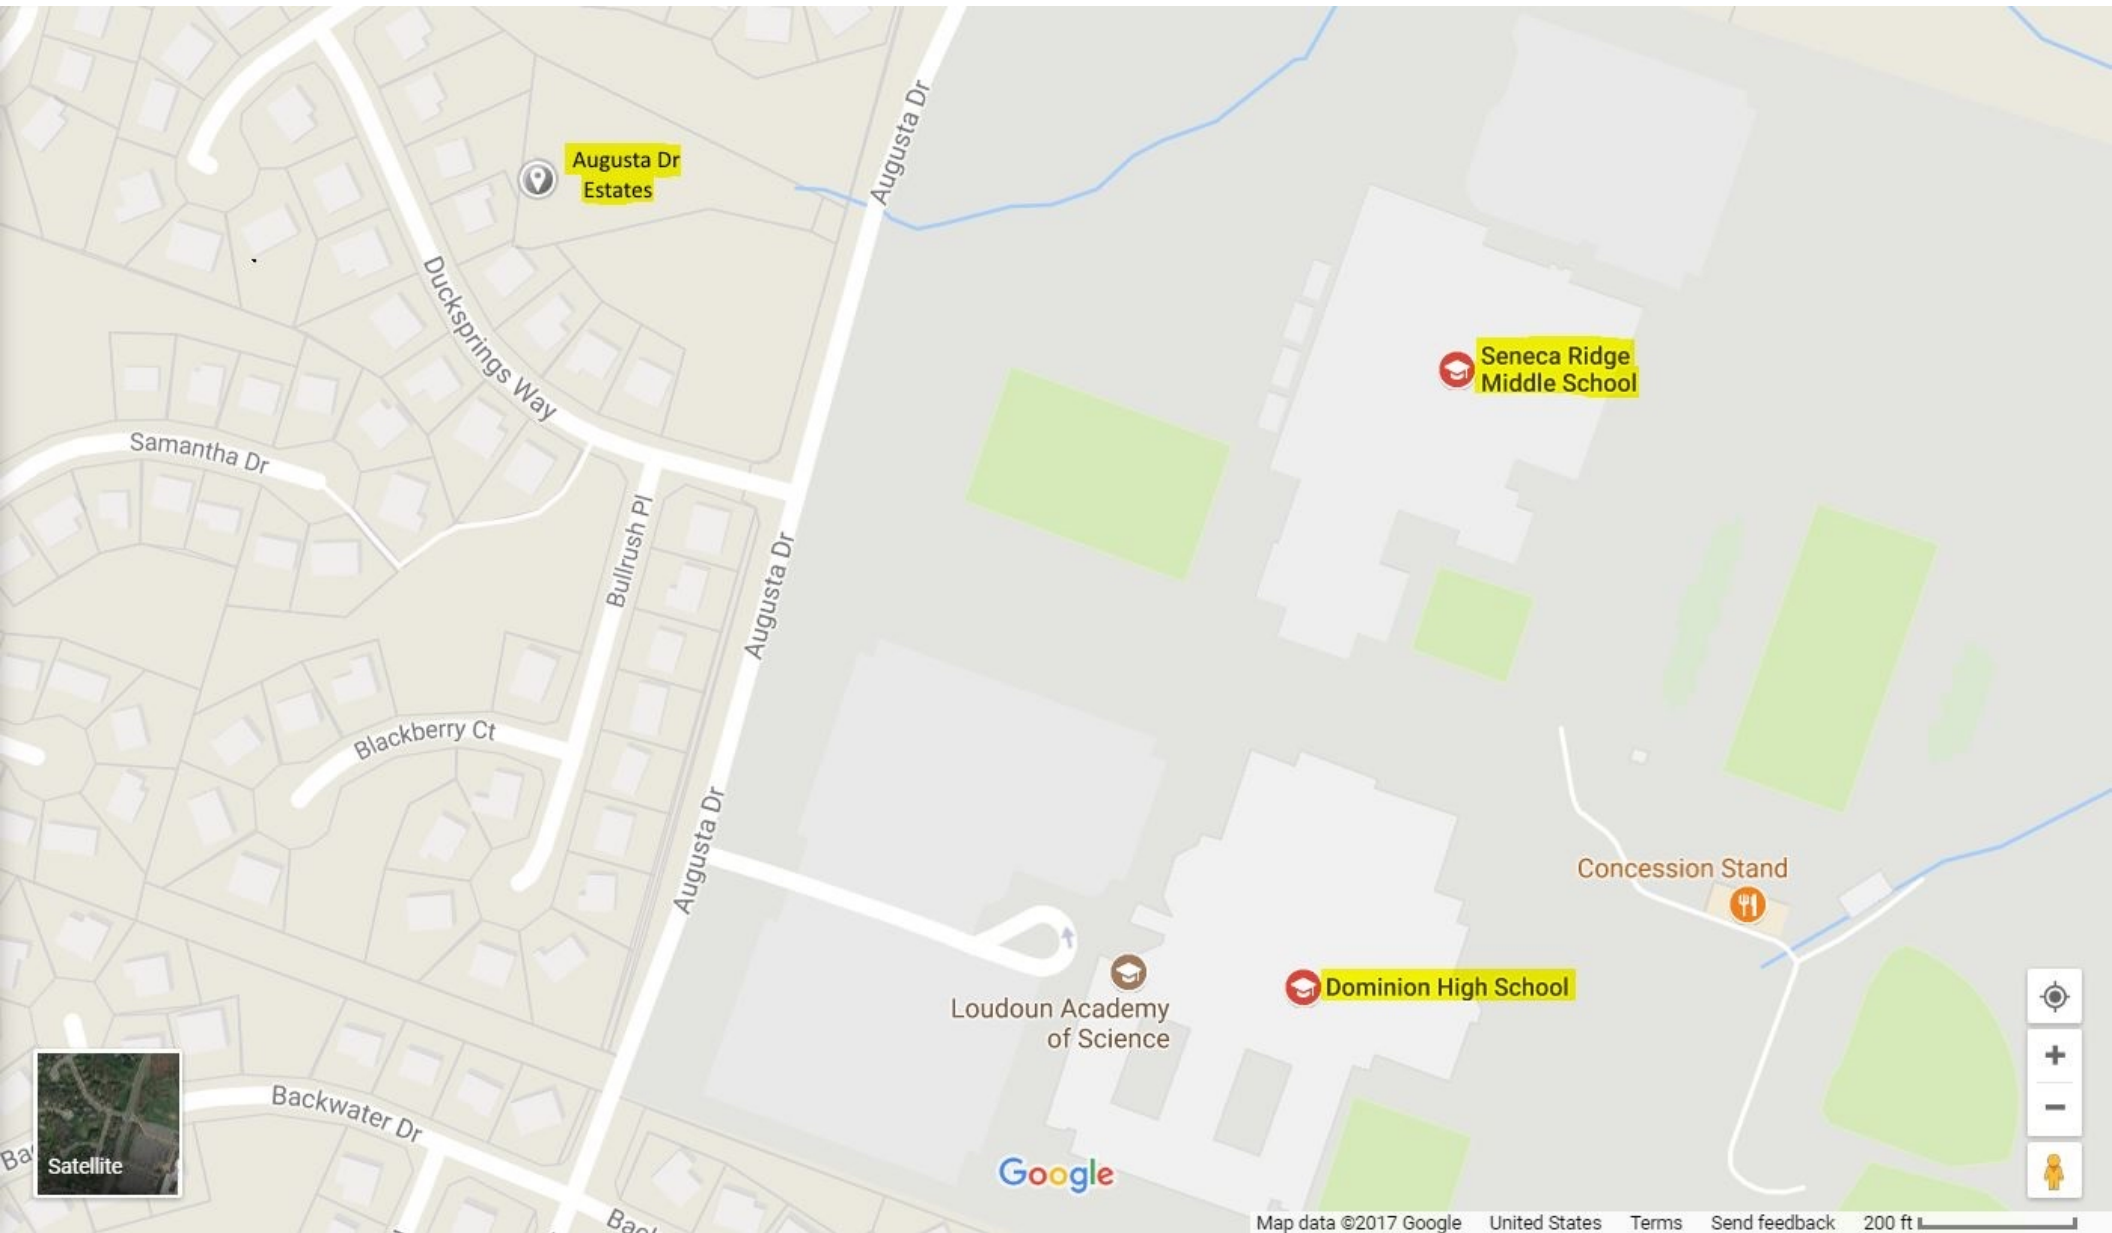 Augusta Dr
Augusta Dr
Estates
Ducksprings Way
Seneca Ridge
Middle School
Samantha Dr
Bullrush Pl
Augusta Dr
Blackberry Ct
Augusta Dr
Concession Stand
Loudoun Academy
of Science
Dominion High School
Backwater Dr
Satellite
Google
Map data ©2017 Google United States Terms Send feedback 200 ft